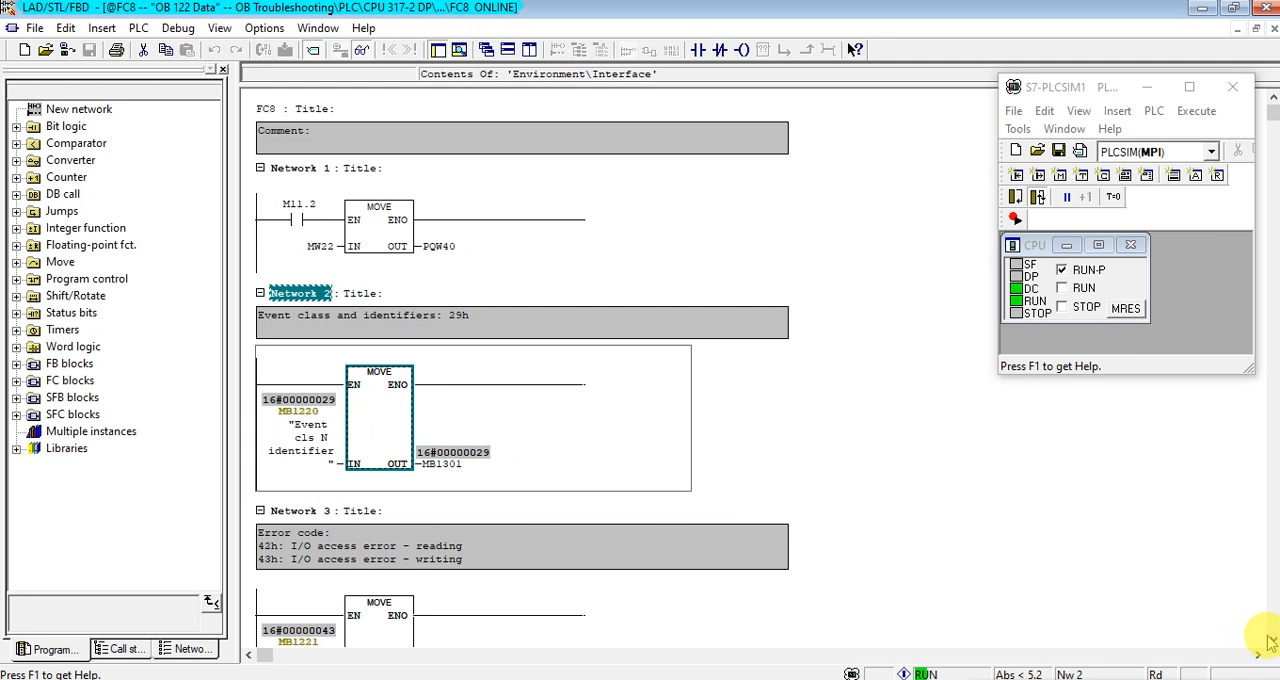 LAD/STL/FBD - [@FC8 -- "OB 122 Data" -- OB Troubleshooting\PLC\CPU 317-2 DP\...\FC8 ONLINE]
File Edit Insert PLC Debug View Options Window Help
Contents Of: 'Environment\Interface'
New network
Bit logic
Comparator
Converter
Counter
DB call
Jumps
Integer function
Floating-point fct.
Move
Program control
Shift/Rotate
Status bits
Timers
Word logic
FB blocks
FC blocks
SFB blocks
SFC blocks
Multiple instances
Libraries
Program...
Call st...
Netwo...
FC8 : Title:
Comment:
Network 1 : Title:
M11.2
MOVE
EN ENO
MW22 IN OUT PQW40
Network 2 : Title:
Event class and identifiers: 29h
MOVE
EN ENO
16#00000029
MB1220
"Event
cls N
identifier
16#00000029
" IN OUT MB1301
Network 3 : Title:
Error code:
42h: I/O access error - reading
43h: I/O access error - writing
MOVE
EN ENO
16#00000043
MB1221
S7-PLCSIM1 PL...
File Edit View Insert PLC Execute
Tools Window Help
PLCSIM(MPI)
+1 T=0
CPU
SF
DP
DC
RUN
STOP
RUN-P
RUN
STOP
MRES
Press F1 to get Help.
Press F1 to get Help.
RUN
Abs < 5.2
Nw 2
Rd